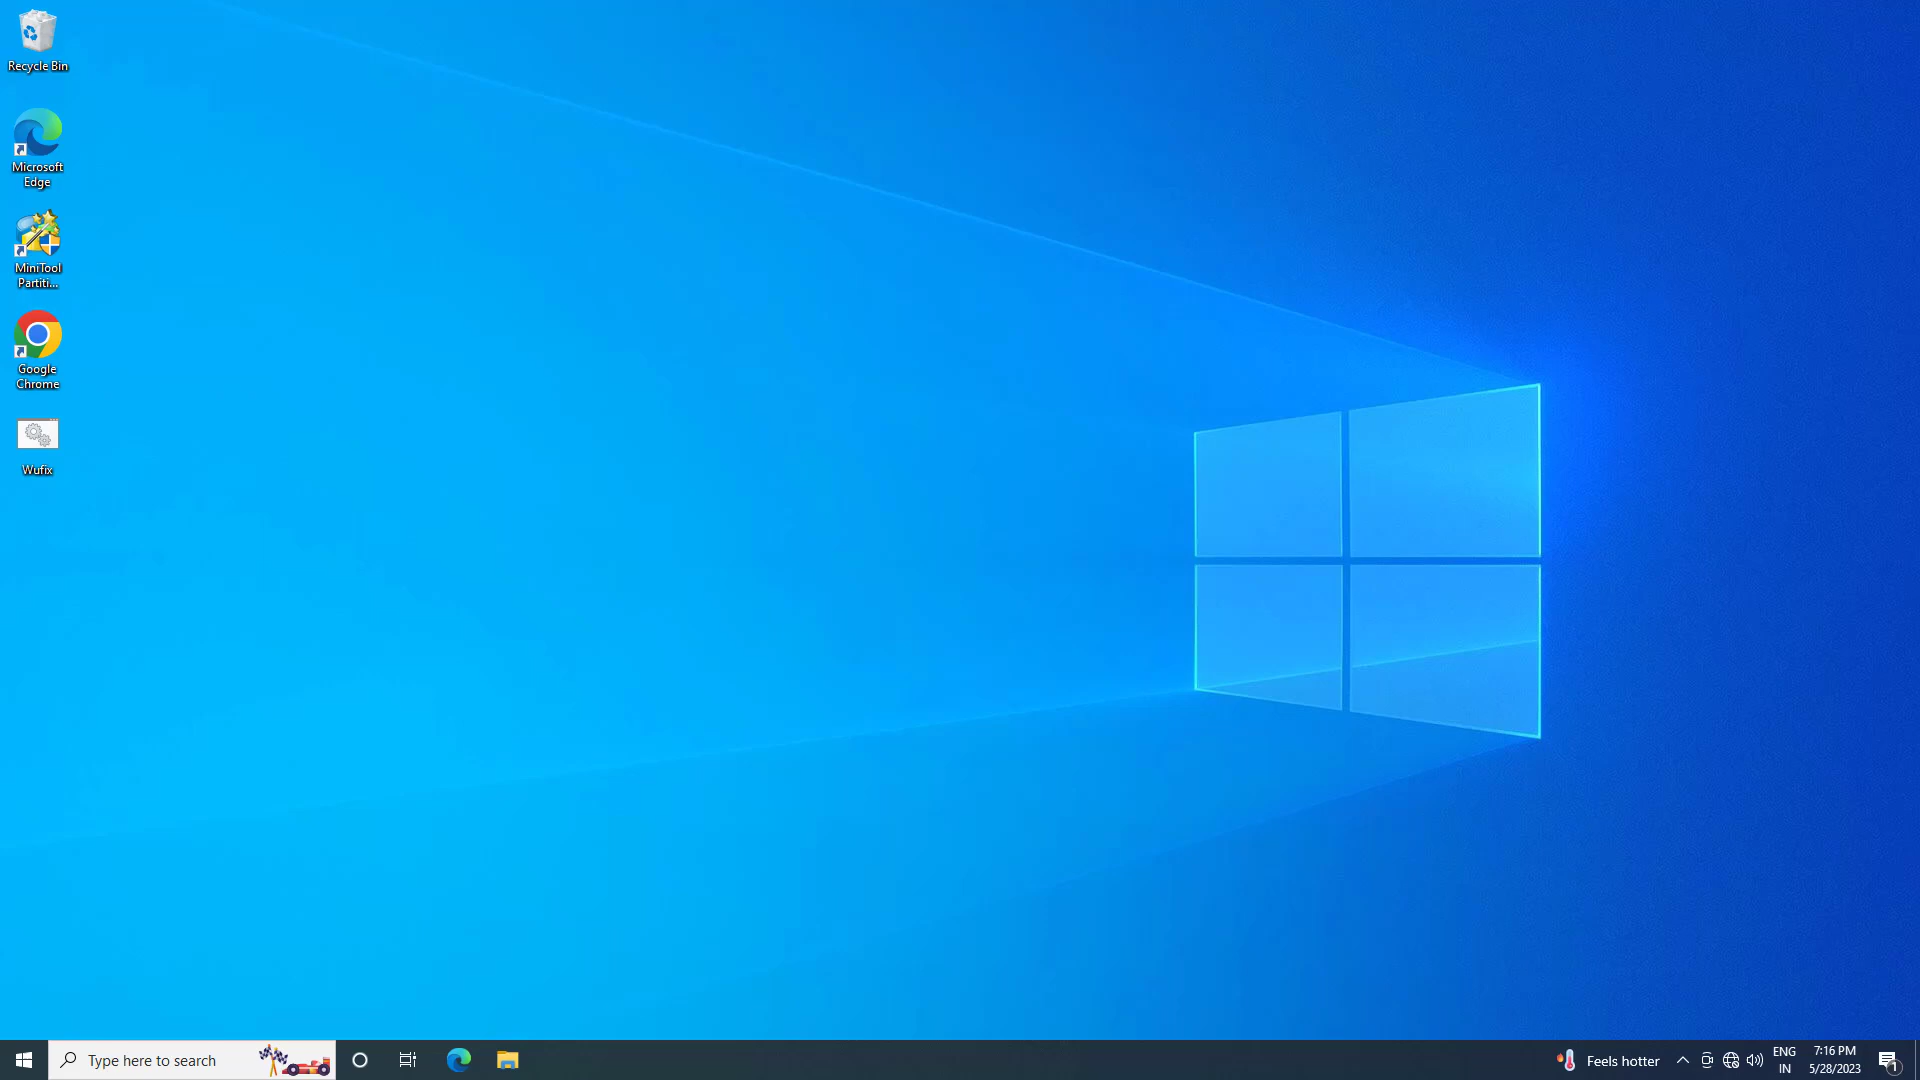 Recycle Bin
Microsoft
Edge
MiniTool
Partiti...
Google
Chrome
Wufix
Type here to search
Feels hotter
ENG
IN
7:16 PM
5/28/2023
1